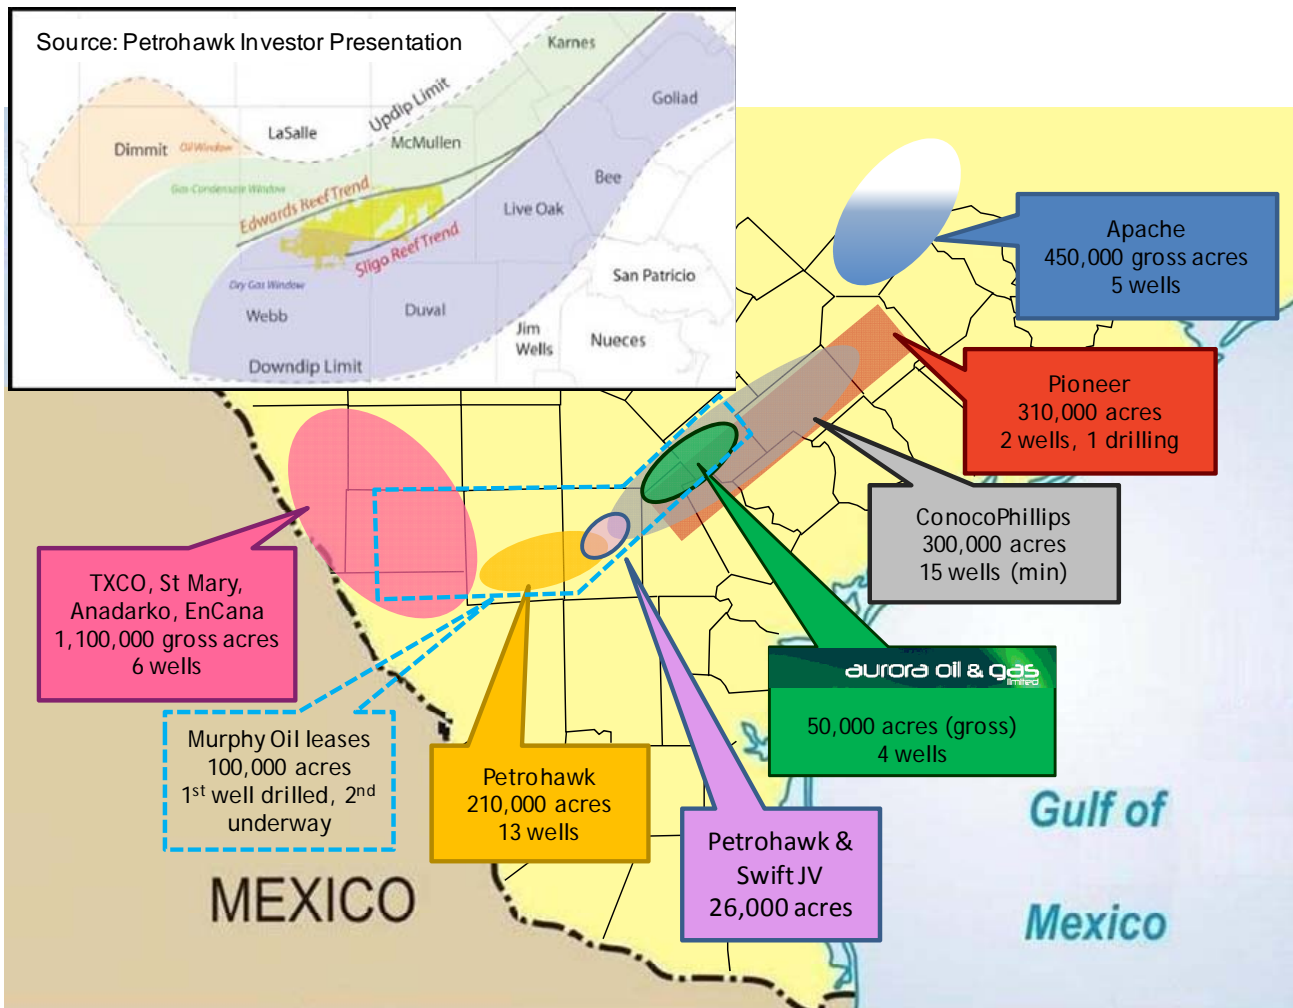 Source: Petrohawk Investor Presentation
Karnes
Goliad
Updip Limit
LaSalle
McMullen
Dimmit
Oil Window
Bee
Gas-Condensate Window
Edwards Reef Trend
Live Oak
Sligo Reef Trend
San Patricio
Dry Gas Window
Webb
Duval
Jim
Wells
Nueces
Downdip Limit
Apache
450,000 gross acres
5 wells
Pioneer
310,000 acres
2 wells, 1 drilling
ConocoPhillips
300,000 acres
15 wells (min)
TXCO, St Mary,
Anadarko, EnCana
1,100,000 gross acres
6 wells
aurora oil & gas
limited
50,000 acres (gross)
4 wells
Murphy Oil leases
100,000 acres
1st well drilled, 2nd
underway
Petrohawk
210,000 acres
13 wells
Petrohawk &
Swift JV
26,000 acres
Gulf of
Mexico
MEXICO